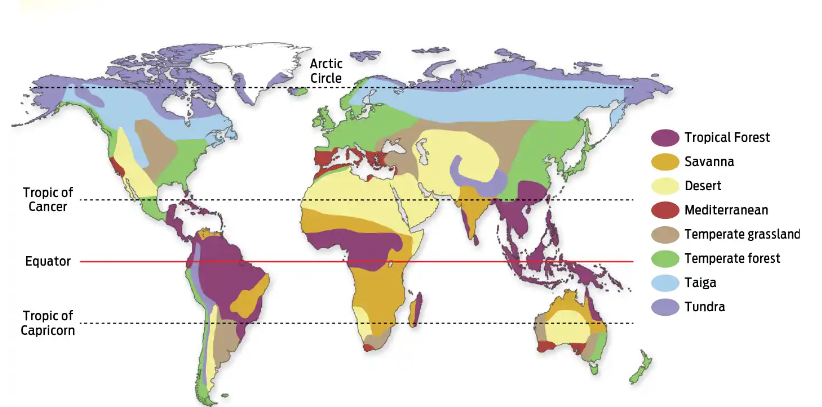 Arctic
Circle
Tropic of
Cancer
Equator
Tropic of
Capricorn
Tropical Forest
Savanna
Desert
Mediterranean
Temperate grassland
Temperate forest
Taiga
Tundra